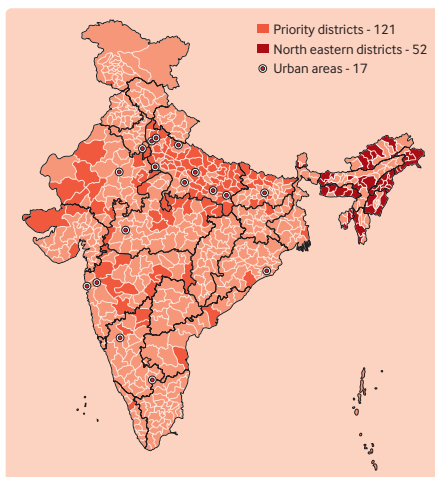 Priority districts - 121
North eastern districts - 52
Urban areas - 17